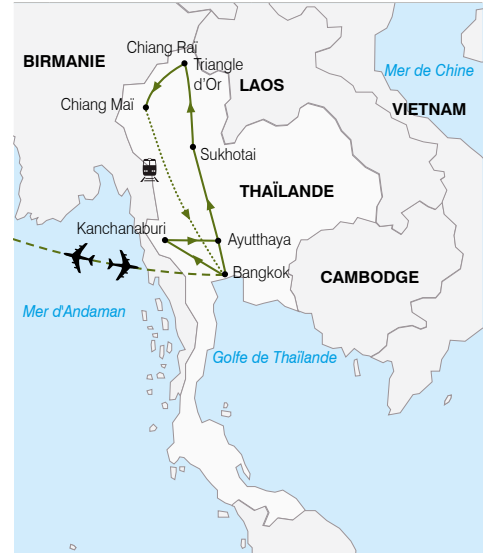 Chiang Raï
BIRMANIE
Triangle
d'Or
Mer de Chine
LAOS
Chiang Maï
VIETNAM
Sukhotai
THAÏLANDE
Kanchanaburi
Ayutthaya
Bangkok
CAMBODGE
Mer d'Andaman
Golfe de Thaïlande